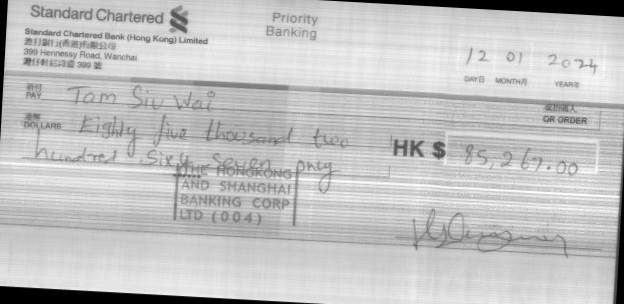 Standard Chartered
Priority
Banking
Standard Chartered Bank (Hong Kong) Limited
渣打銀行(香港)有限公司
399 Hennessy Road, Wanchai
灣仔軒尼詩道 399 號
12 01 2024
DAY日 MONTH月 YEAR年
祈付
PAY Tam Siu Wai
或抬頭人
OR ORDER
港幣
DOLLARS Eighty five thousand two
hundred sixty seven only
HK $ 85,267.00
THE HONGKONG
AND SHANGHAI
BANKING CORP
LTD (004)